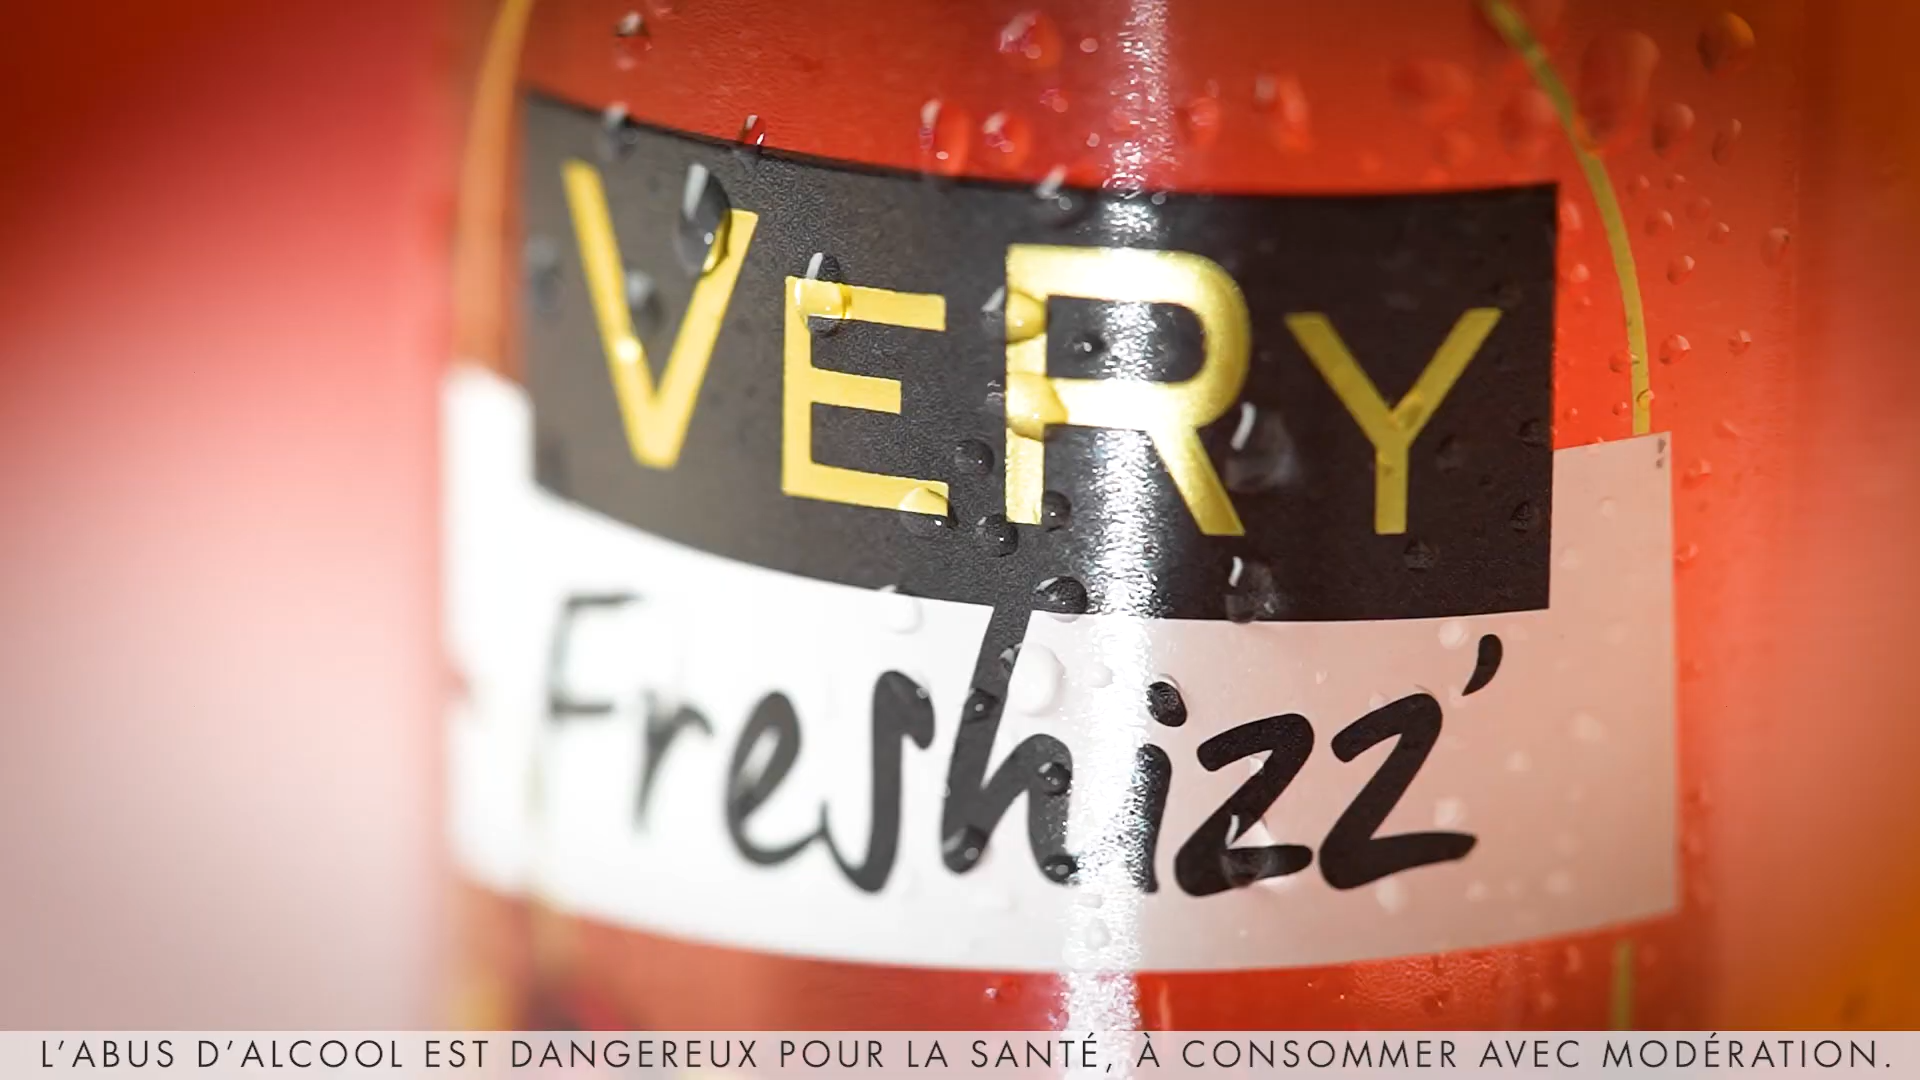 VERY
Freshizz'
L'ABUS D'ALCOOL EST DANGEREUX POUR LA SANTÉ, À CONSOMMER AVEC MODÉRATION.